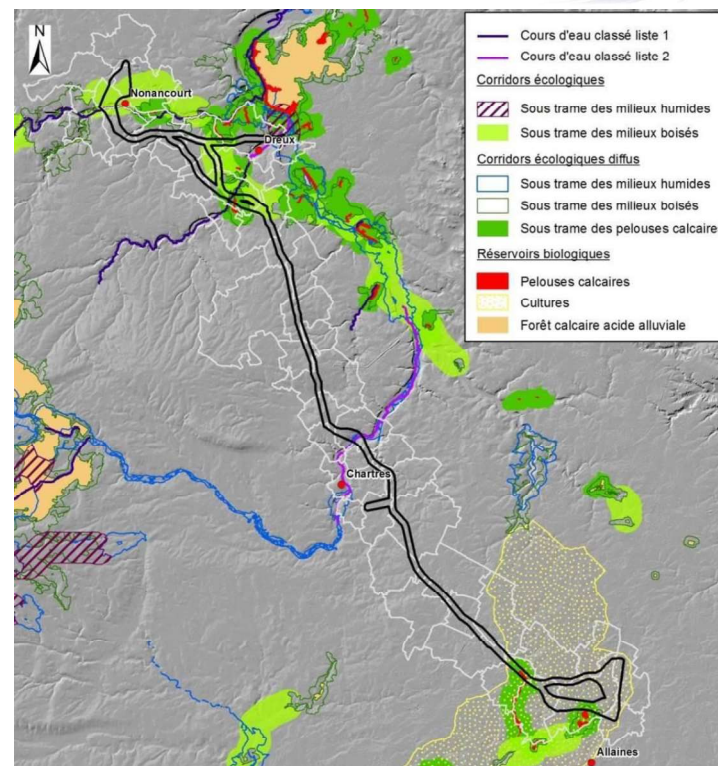 N
Nonancourt
Dreux
Chartres
Allaines
Cours d'eau classé liste 1
Cours d'eau classé liste 2
Corridors écologiques
Sous trame des milieux humides
Sous trame des milieux boisés
Corridors écologiques diffus
Sous trame des milieux humides
Sous trame des milieux boisés
Sous trame des pelouses calcaire
Réservoirs biologiques
Pelouses calcaires
Cultures
Forêt calcaire acide alluviale